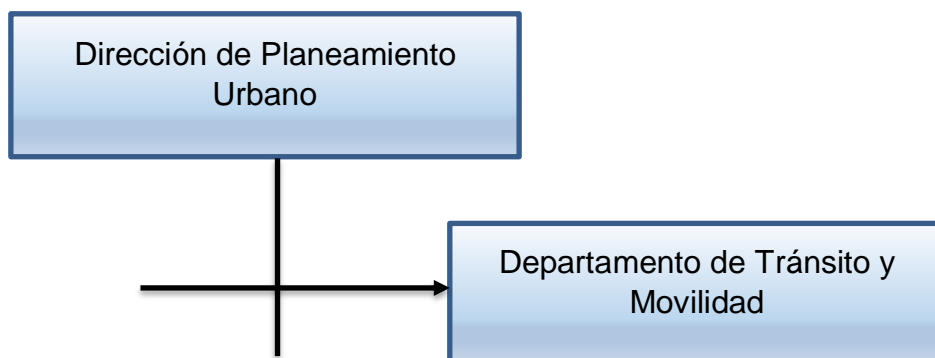 Dirección de Planeamiento
Urbano
Departamento de Tránsito y
Movilidad